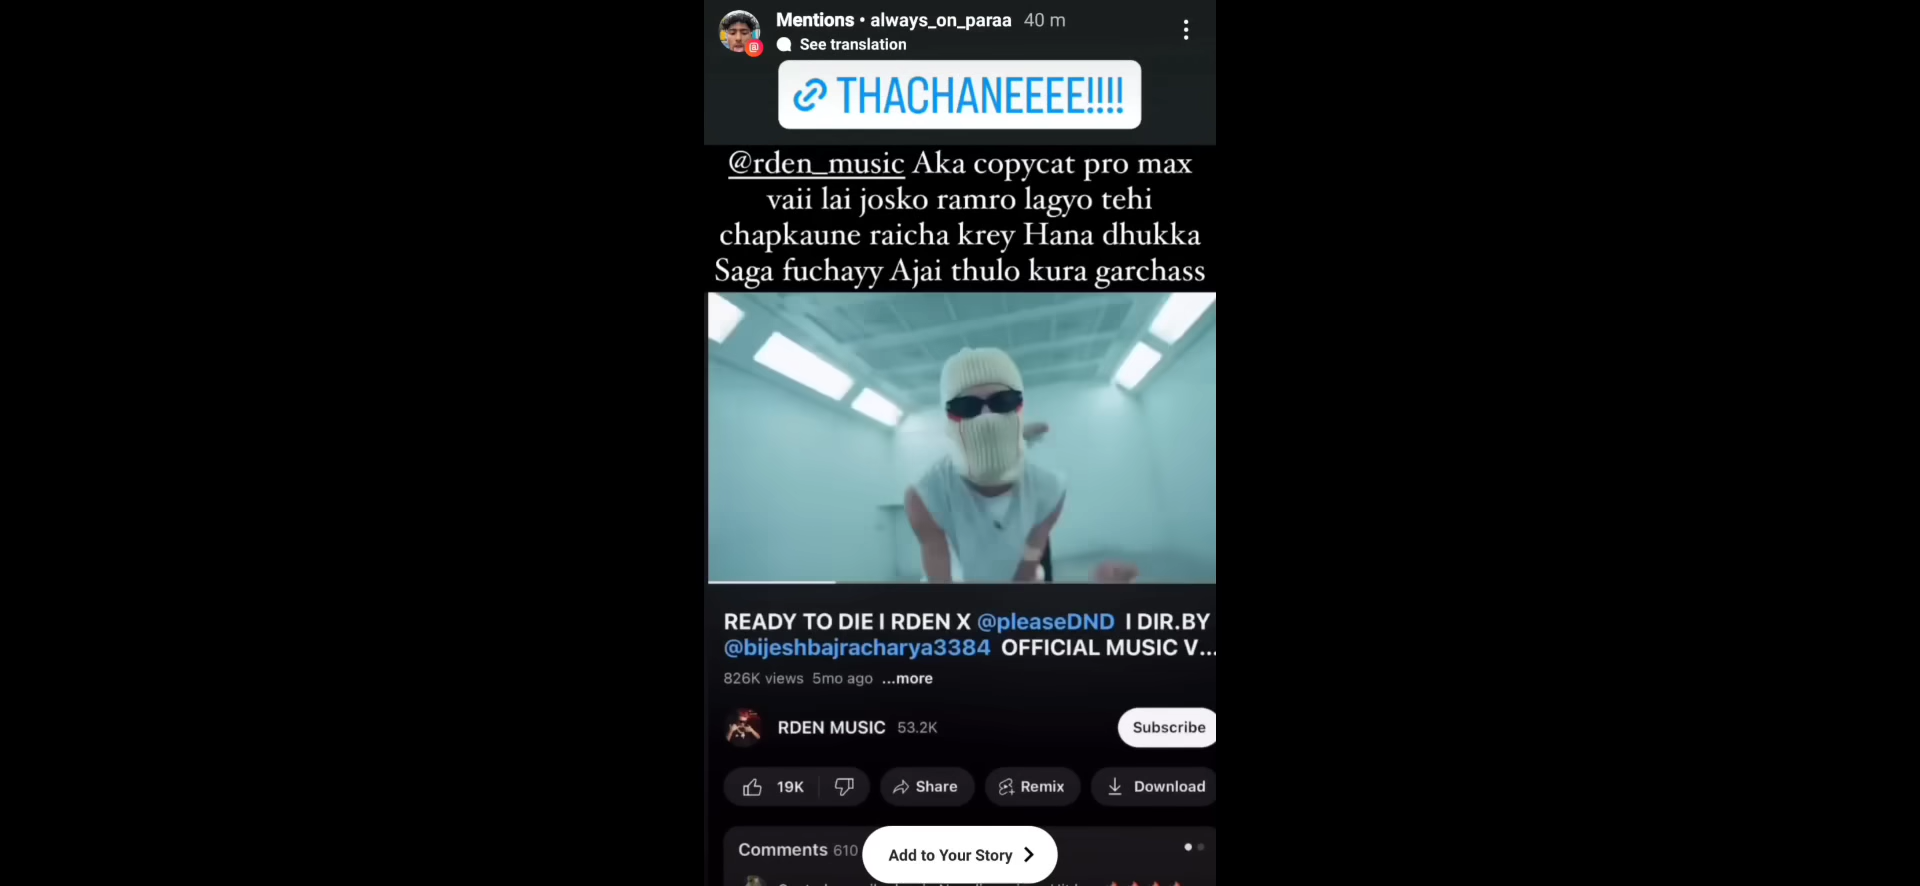 Mentions • always_on_paraa 40 m
See translation
THACHANEEEE!!!!
@rden_music Aka copycat pro max
vaii lai josko ramro lagyo tehi
chapkaune raicha krey Hana dhukka
Saga fuchayy Ajai thulo kura garchass
READY TO DIE I RDEN X @pleaseDND I DIR.BY
@bijeshbajracharya3384 OFFICIAL MUSIC V...
826K views 5mo ago ...more
RDEN MUSIC 53.2K
Subscribe
19K Share Remix Download
Comments 610
Add to Your Story